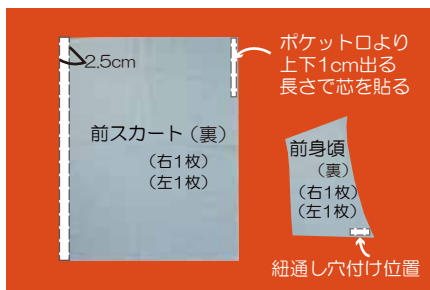 2.5cm
ポケット口より
上下1cm出る
長さで芯を貼る
前スカート（裏）
（右1枚）
（左1枚）
前身頃
（裏）
（右1枚）
（左1枚）
紐通し穴付け位置